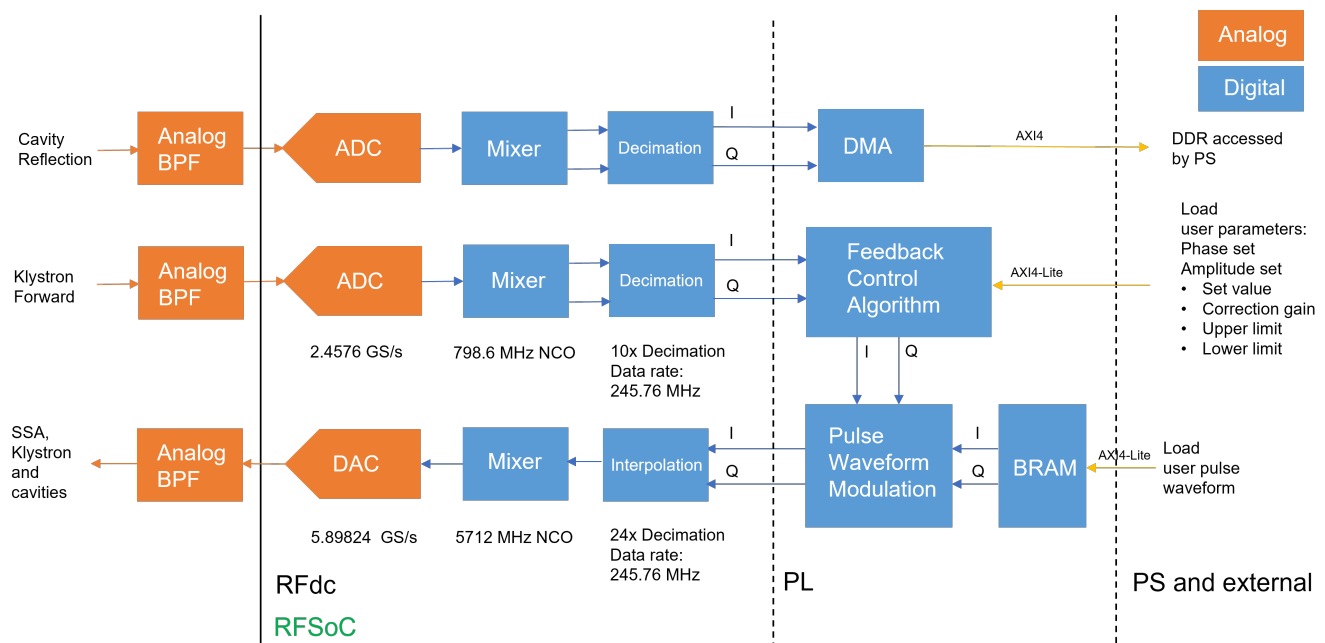 Analog
Digital
Cavity
Reflection
Analog
BPF
ADC
Mixer
Decimation
I
Q
DMA
AXI4
DDR accessed
by PS
Klystron
Forward
Analog
BPF
ADC
Mixer
Decimation
I
Q
Feedback
Control
Algorithm
AXI4-Lite
Load
user parameters:
Phase set
Amplitude set
• Set value
• Correction gain
• Upper limit
• Lower limit
2.4576 GS/s
798.6 MHz NCO
10x Decimation
Data rate:
245.76 MHz
I
Q
SSA,
Klystron
and
cavities
Analog
BPF
DAC
Mixer
Interpolation
I
Q
Pulse
Waveform
Modulation
I
Q
BRAM
AXI4-Lite
Load
user pulse
waveform
5.89824 GS/s
5712 MHz NCO
24x Decimation
Data rate:
245.76 MHz
RFdc
PL
PS and external
RFSoC